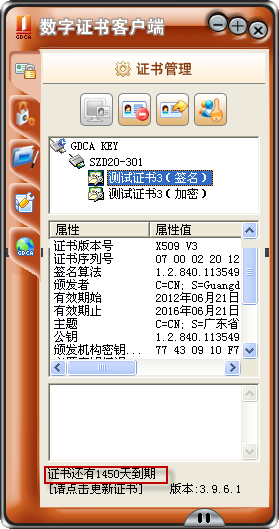 GDCA 数字证书客户端
证书管理
GDCA KEY
SZD20-301
测试证书3（签名）
测试证书3（加密）
属性 属性值
证书版本号 X509 V3
证书序列号 07 00 02 20 12
签名算法 1.2.840.113549
颁发者 C=CN; S=Guangd
有效期始 2012年06月21日
有效期止 2016年06月21日
主题 C=CN; S=广东省
公钥 1.2.840.113549
颁发机构密钥... 77 43 09 10 F7
GDCA
证书还有1450天到期
[请点击更新证书] 版本:3.9.6.1